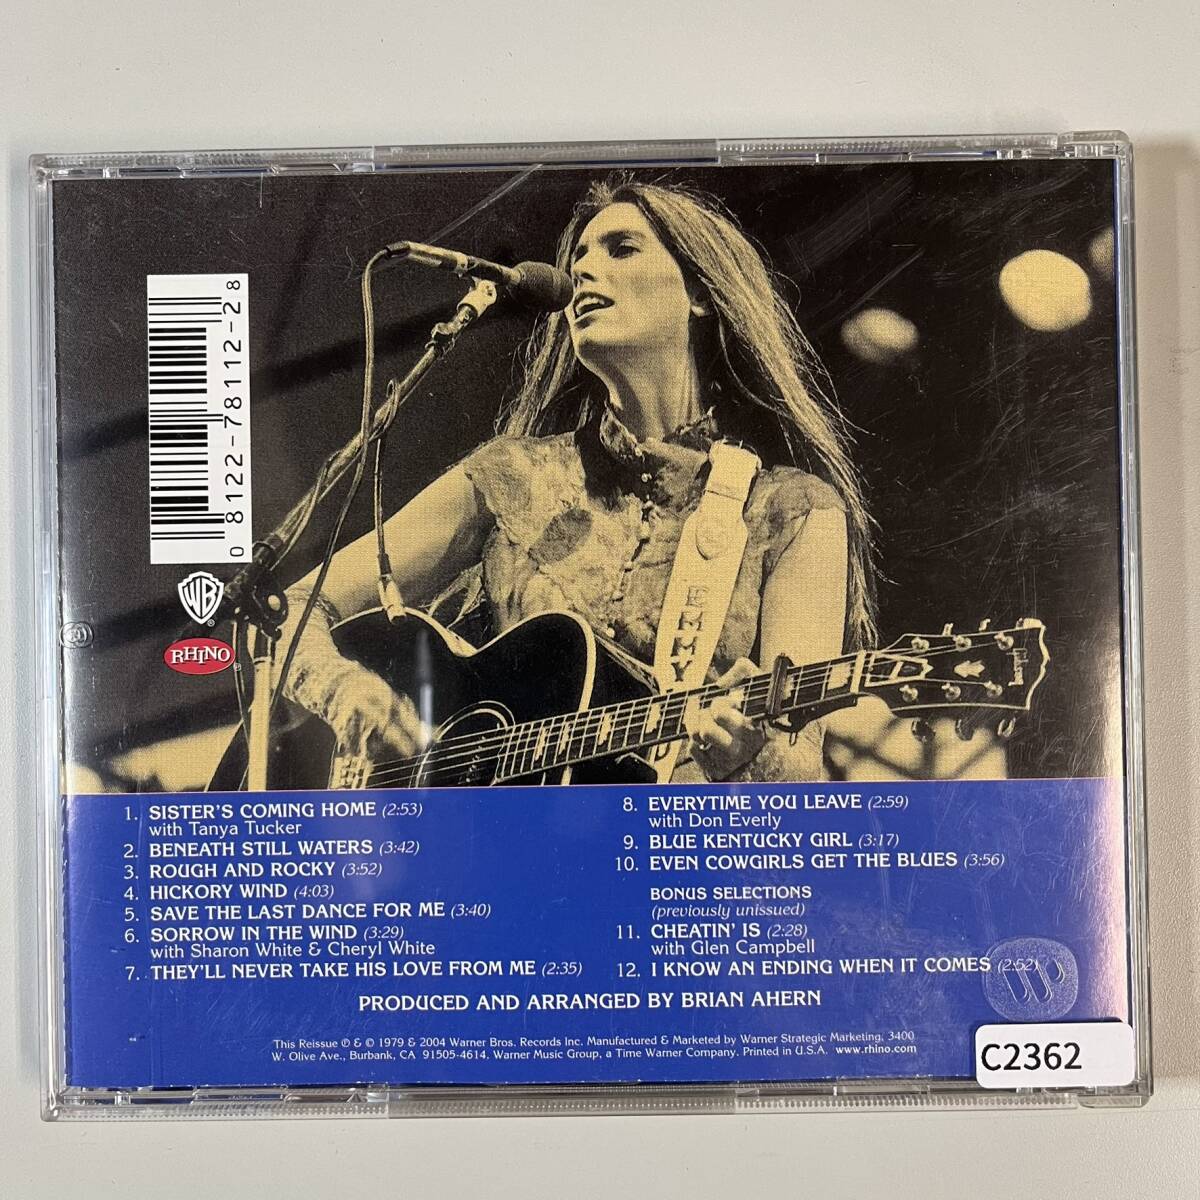 0 8122-78112-2 8
WB
®
RHINO
®
EMMY
Gibson
1. SISTER'S COMING HOME (2:53)
with Tanya Tucker
2. BENEATH STILL WATERS (3:42)
3. ROUGH AND ROCKY (3:52)
4. HICKORY WIND (4:03)
5. SAVE THE LAST DANCE FOR ME (3:40)
6. SORROW IN THE WIND (3:29)
with Sharon White & Cheryl White
7. THEY'LL NEVER TAKE HIS LOVE FROM ME (2:35)
8. EVERYTIME YOU LEAVE (2:59)
with Don Everly
9. BLUE KENTUCKY GIRL (3:17)
10. EVEN COWGIRLS GET THE BLUES (3:56)
BONUS SELECTIONS
(previously unissued)
11. CHEATIN' IS (2:28)
with Glen Campbell
12. I KNOW AN ENDING WHEN IT COMES (2:52)
PRODUCED AND ARRANGED BY BRIAN AHERN
This Reissue ℗ & © 1979 & 2004 Warner Bros. Records Inc. Manufactured & Marketed by Warner Strategic Marketing, 3400
W. Olive Ave., Burbank, CA 91505-4614, Warner Music Group, a Time Warner Company. Printed in U.S.A. www.rhino.com
C2362